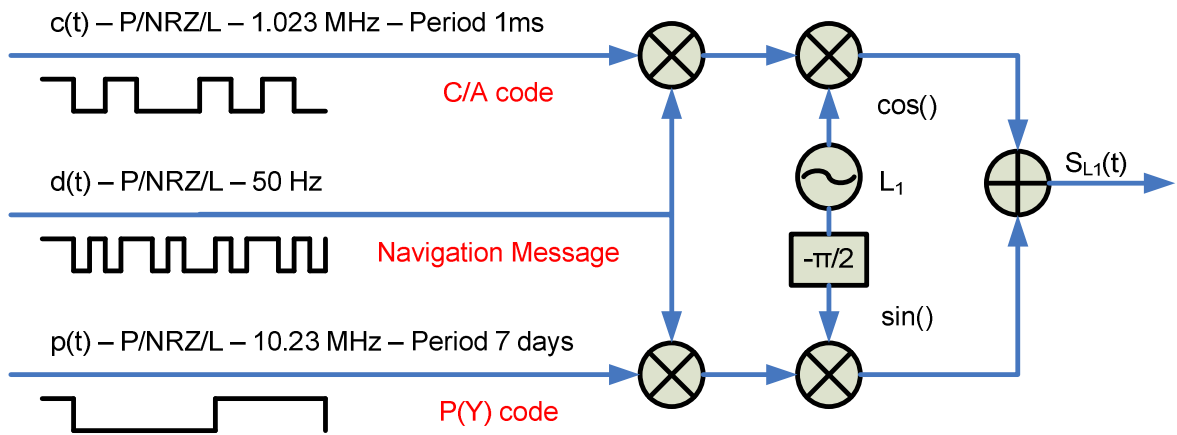 c(t) – P/NRZ/L – 1.023 MHz – Period 1ms
C/A code
cos()
d(t) – P/NRZ/L – 50 Hz
L1
SL1(t)
Navigation Message
-π/2
sin()
p(t) – P/NRZ/L – 10.23 MHz – Period 7 days
P(Y) code